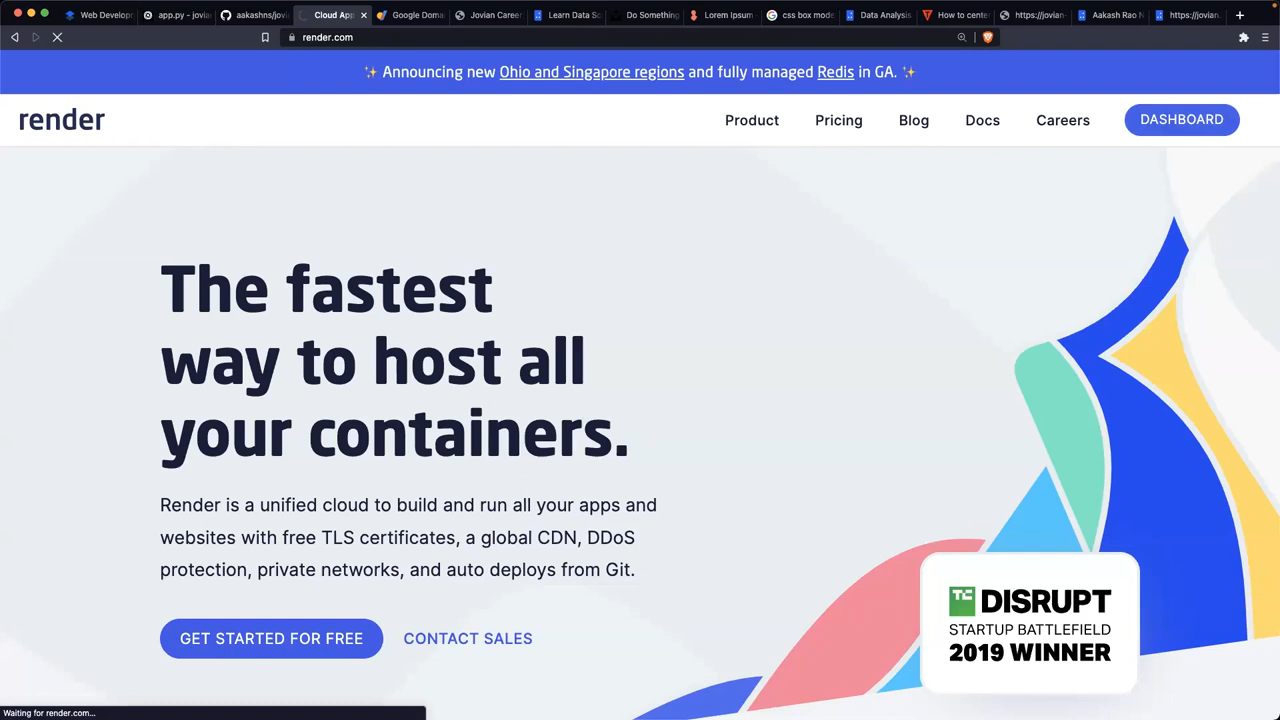 Web Develop
app.py - jovian
aakashns/jovi
Cloud App
Google Doma
Jovian Career
Learn Data Sc
Do Something
Lorem Ipsum
css box mode
Data Analysis
How to cente
https://jovian-
Aakash Rao N
https://jovian.
render.com
✨ Announcing new Ohio and Singapore regions and fully managed Redis in GA. ✨
render
Product
Pricing
Blog
Docs
Careers
DASHBOARD
The fastest
way to host all
your containers.
Render is a unified cloud to build and run all your apps and
websites with free TLS certificates, a global CDN, DDoS
protection, private networks, and auto deploys from Git.
GET STARTED FOR FREE
CONTACT SALES
TC DISRUPT
STARTUP BATTLEFIELD
2019 WINNER
Waiting for render.com...